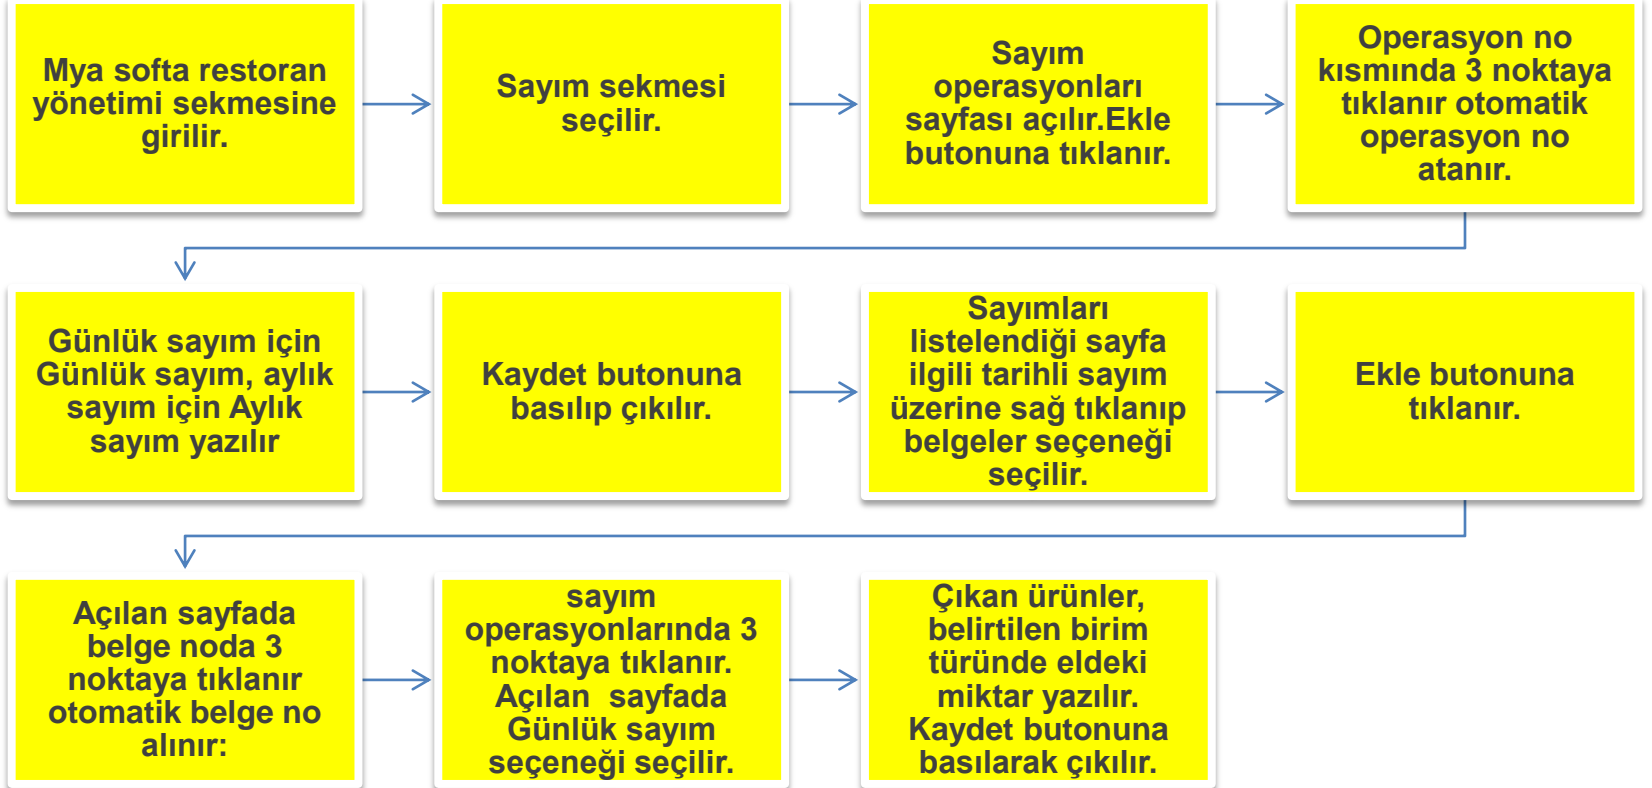 Mya softa restoran
yönetimi sekmesine
girilir.
Sayım sekmesi
seçilir.
Sayım
operasyonları
sayfası açılır.Ekle
butonuna tıklanır.
Operasyon no
kısmında 3 noktaya
tıklanır otomatik
operasyon no
atanır.
Günlük sayım için
Günlük sayım, aylık
sayım için Aylık
sayım yazılır
Kaydet butonuna
basılıp çıkılır.
Sayımları
listelendiği sayfa
ilgili tarihli sayım
üzerine sağ tıklanıp
belgeler seçeneği
seçilir.
Ekle butonuna
tıklanır.
Açılan sayfada
belge noda 3
noktaya tıklanır
otomatik belge no
alınır:
sayım
operasyonlarında 3
noktaya tıklanır.
Açılan  sayfada
Günlük sayım
seçeneği seçilir.
Çıkan ürünler,
belirtilen birim
türünde eldeki
miktar yazılır.
Kaydet butonuna
basılarak çıkılır.